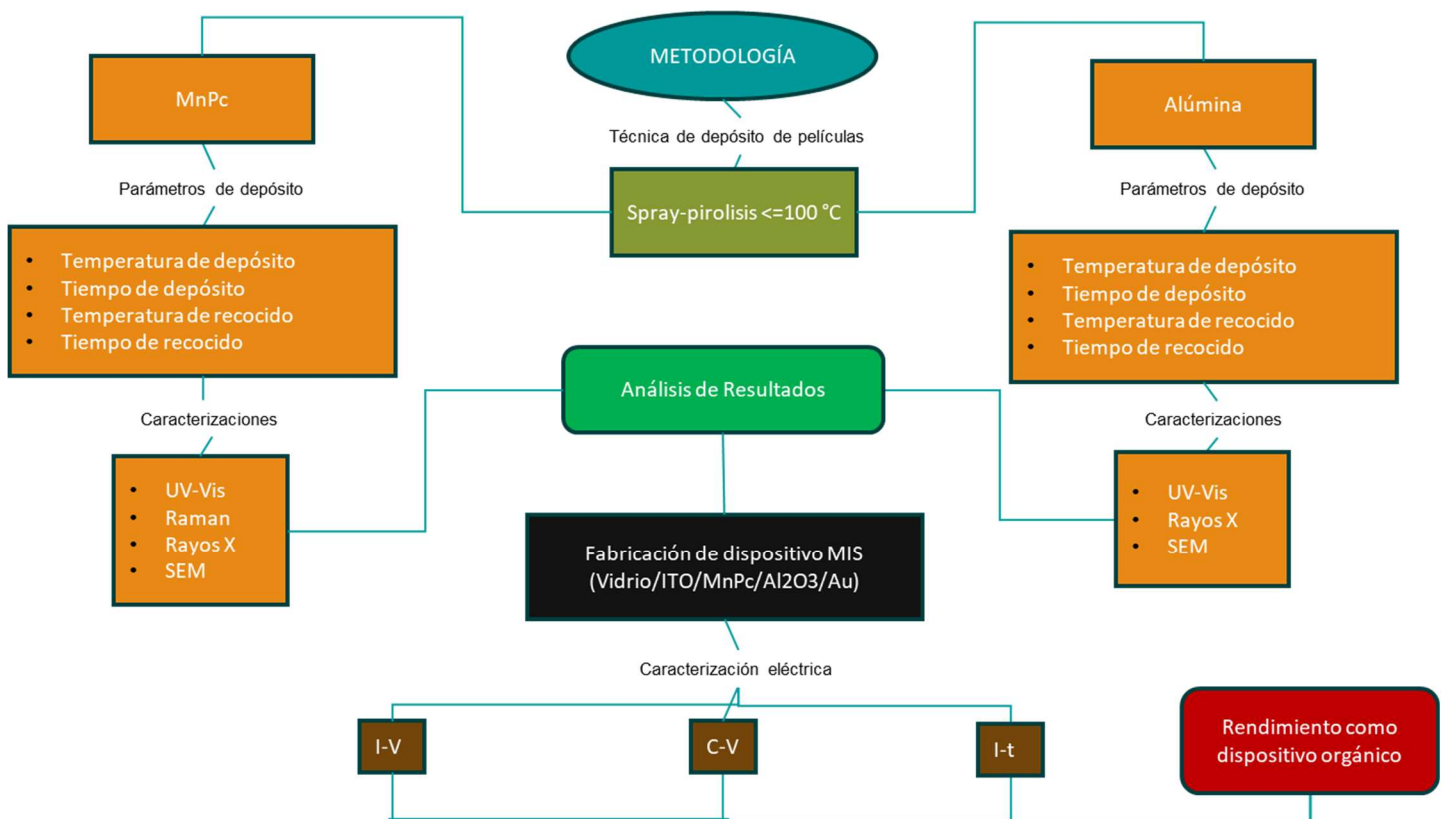 METODOLOGÍA
MnPc
Alúmina
Técnica de depósito de películas
Parámetros de depósito
Parámetros de depósito
Spray-pirolisis <=100 °C
• Temperatura de depósito
• Tiempo de depósito
• Temperatura de recocido
• Tiempo de recocido
• Temperatura de depósito
• Tiempo de depósito
• Temperatura de recocido
• Tiempo de recocido
Análisis de Resultados
Caracterizaciones
Caracterizaciones
• UV-Vis
• Raman
• Rayos X
• SEM
• UV-Vis
• Rayos X
• SEM
Fabricación de dispositivo MIS
(Vidrio/ITO/MnPc/Al2O3/Au)
Caracterización eléctrica
I-V
C-V
I-t
Rendimiento como
dispositivo orgánico